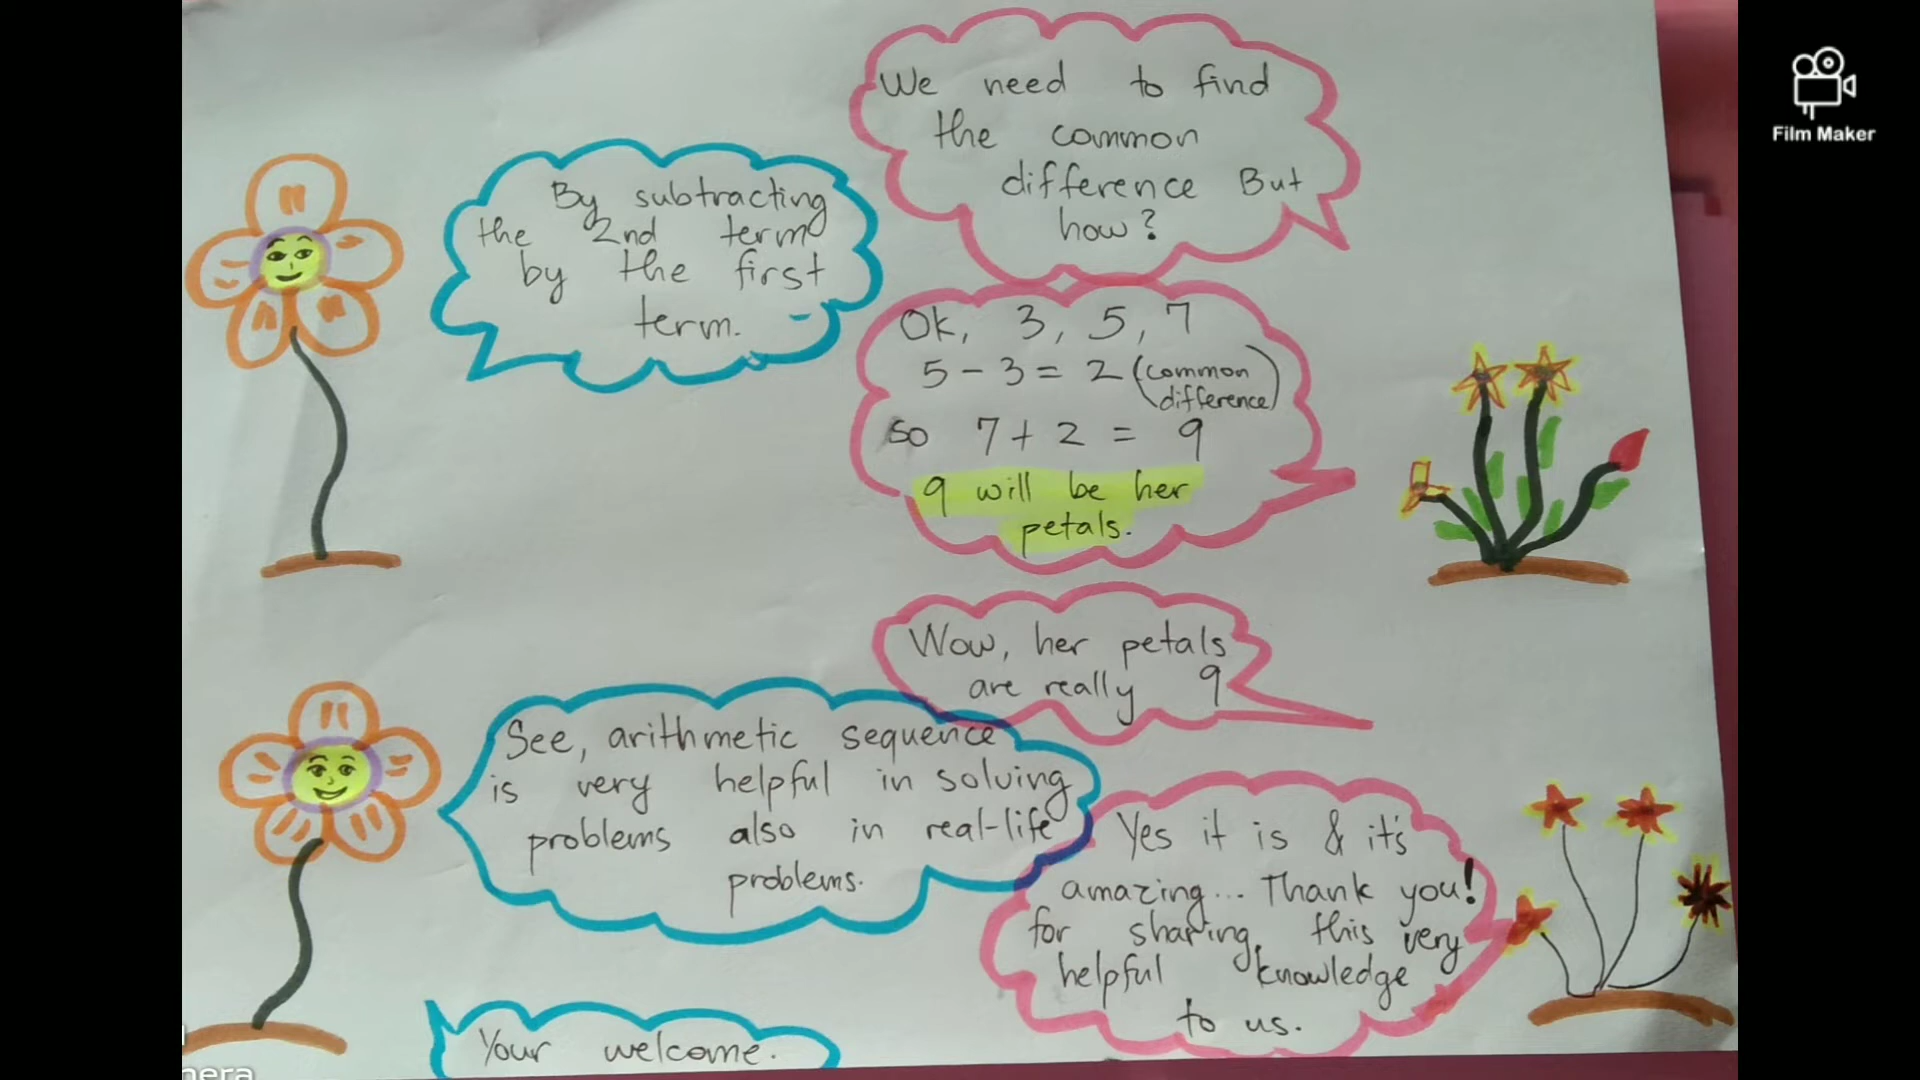 We need to find
the common
difference But
how?
By subtracting
the 2nd term
by the first
term.
Ok, 3, 5, 7
5 - 3 = 2 (common
difference)
so 7 + 2 = 9
9 will be her
petals.
Wow, her petals
are really 9
See, arithmetic sequence
is very helpful in solving
problems also in real-life
problems.
Yes it is & it's
amazing... Thank you!
for sharing this very
helpful knowledge
to us.
Your welcome.
Film Maker